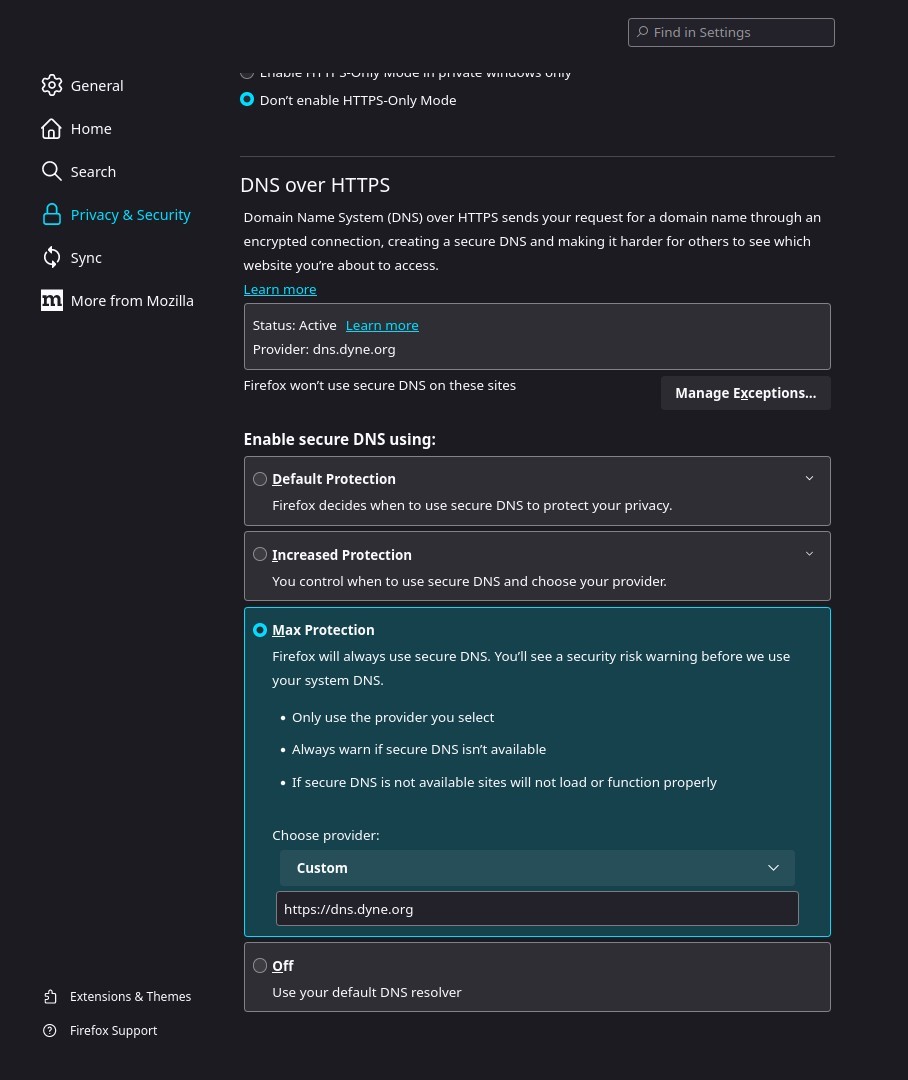 Find in Settings
General
Home
Search
Privacy & Security
Sync
m More from Mozilla
Extensions & Themes
Firefox Support
Enable HTTPS-Only Mode in private windows only
Don’t enable HTTPS-Only Mode
DNS over HTTPS
Domain Name System (DNS) over HTTPS sends your request for a domain name through an
encrypted connection, creating a secure DNS and making it harder for others to see which
website you’re about to access.
Learn more
Status: Active Learn more
Provider: dns.dyne.org
Firefox won’t use secure DNS on these sites
Manage Exceptions...
Enable secure DNS using:
Default Protection
Firefox decides when to use secure DNS to protect your privacy.
Increased Protection
You control when to use secure DNS and choose your provider.
Max Protection
Firefox will always use secure DNS. You’ll see a security risk warning before we use
your system DNS.
• Only use the provider you select
• Always warn if secure DNS isn’t available
• If secure DNS is not available sites will not load or function properly
Choose provider:
Custom
https://dns.dyne.org
Off
Use your default DNS resolver